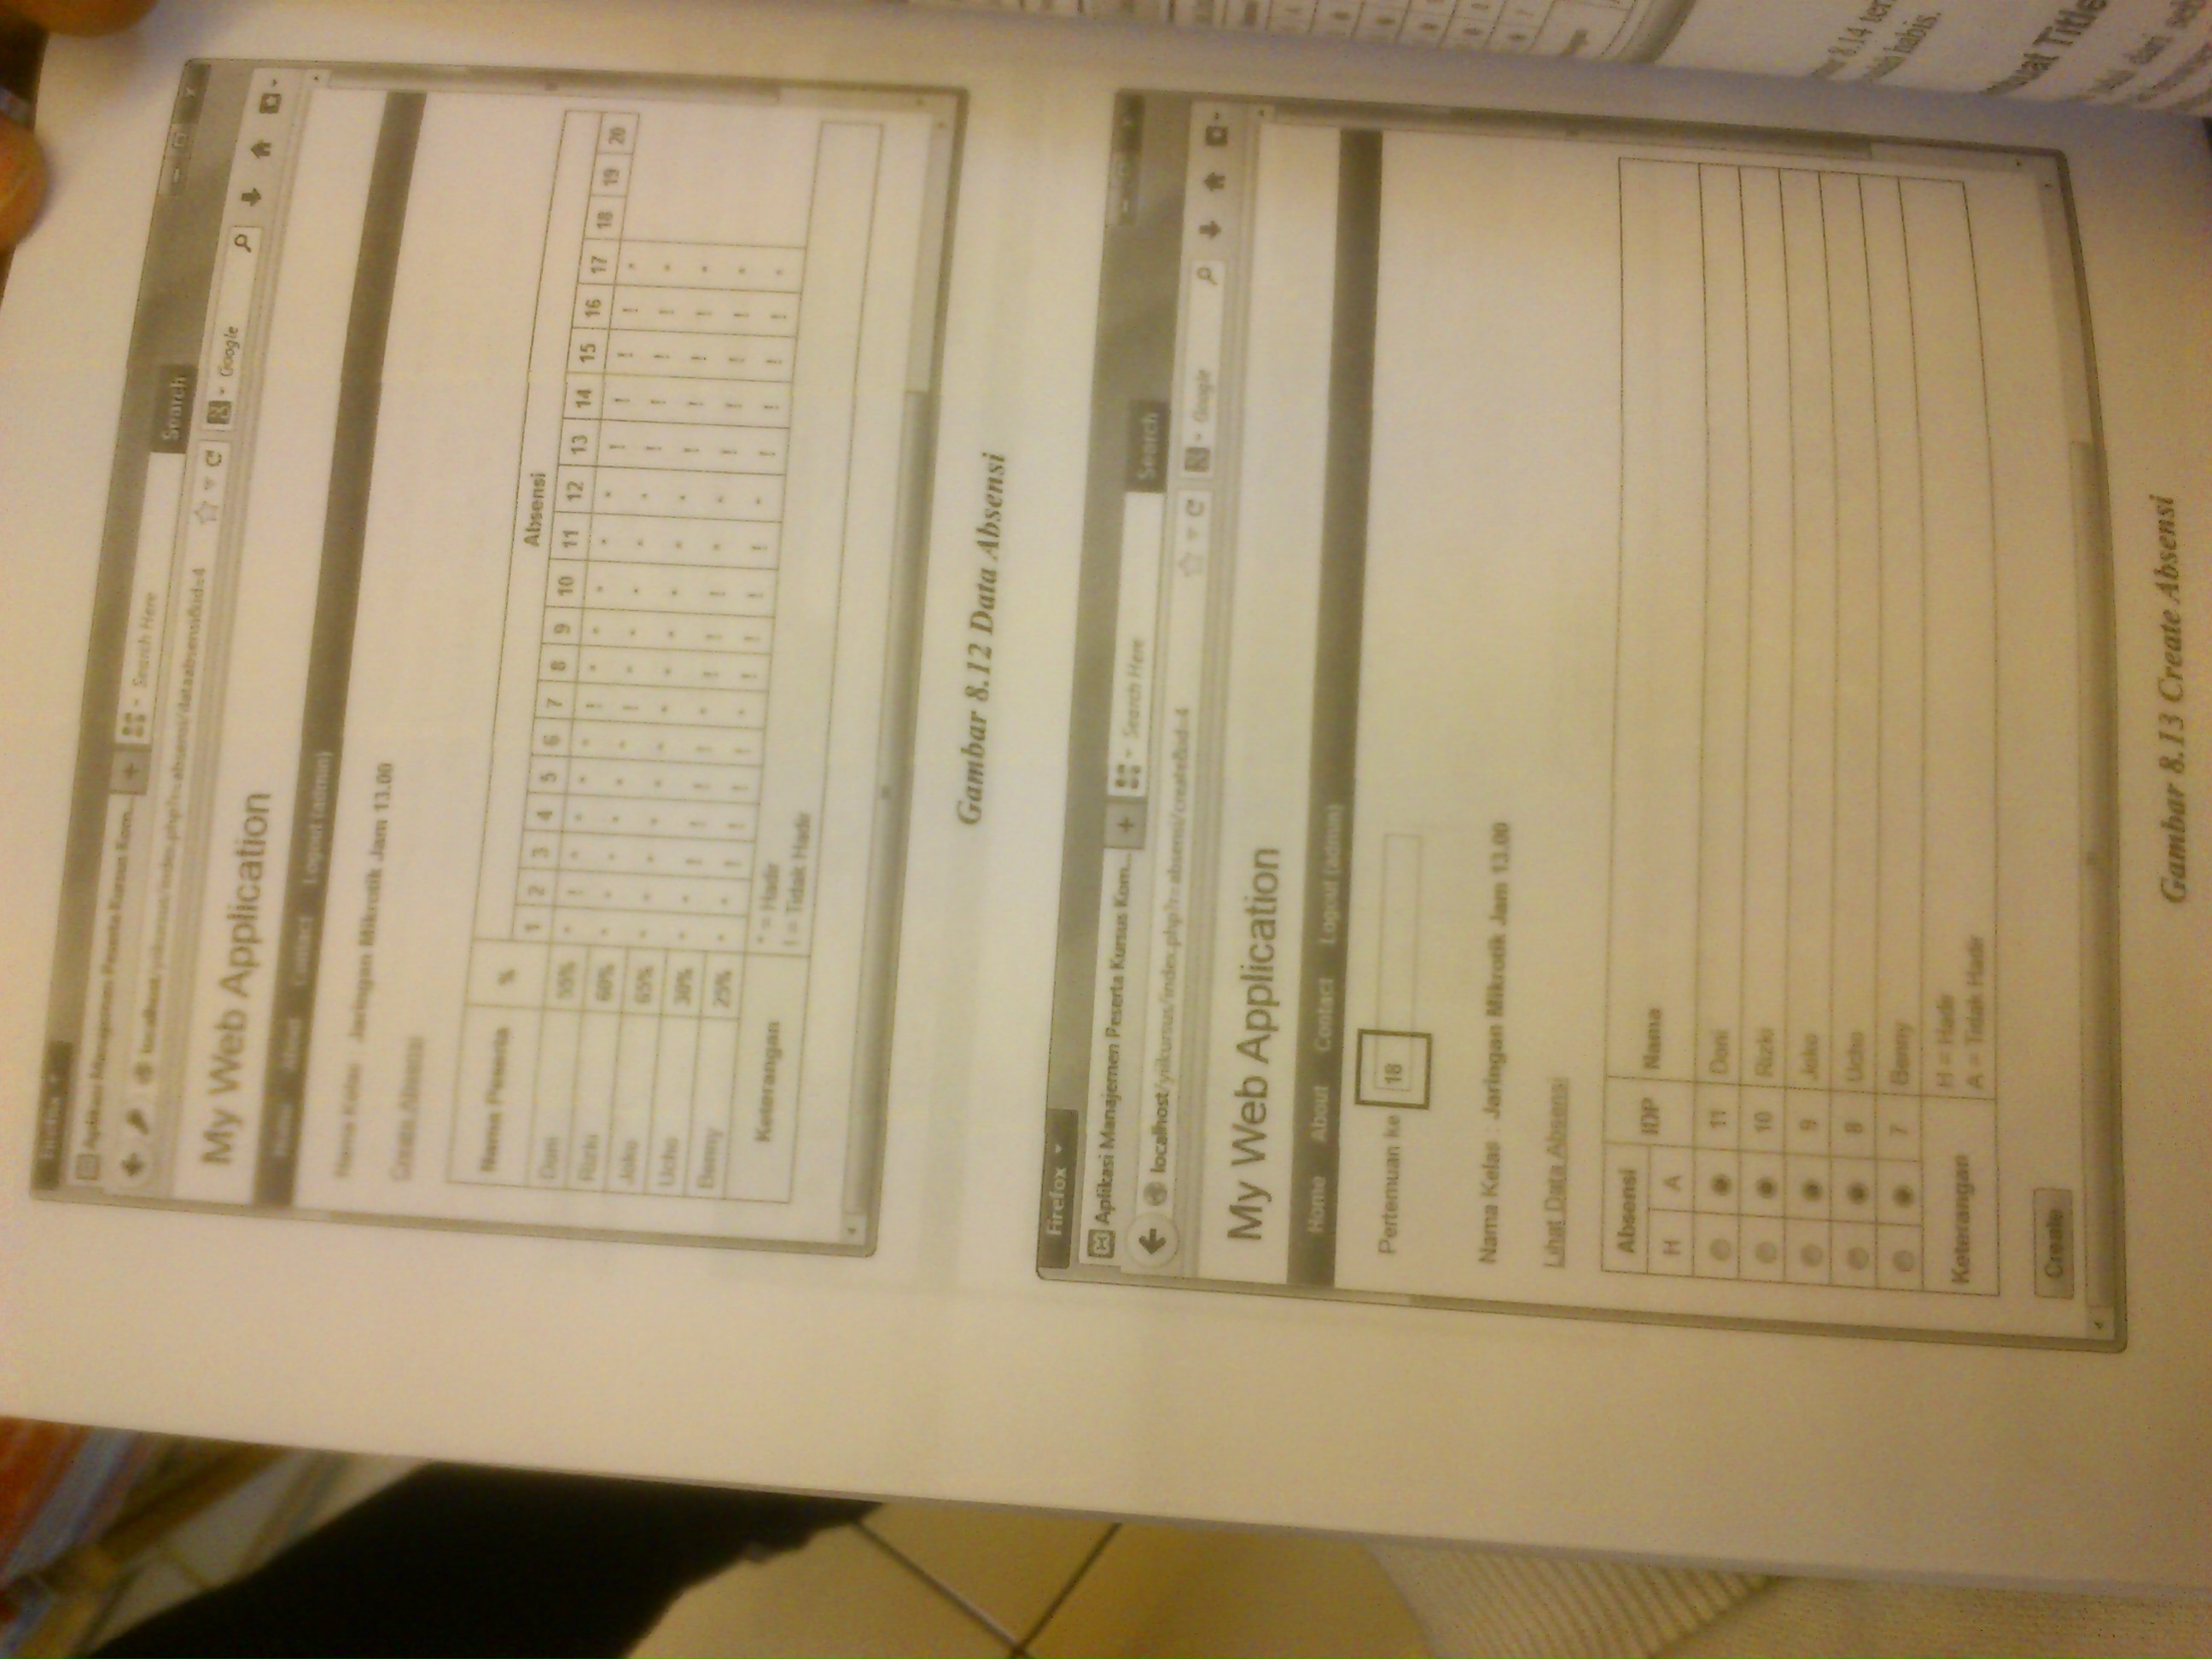 Firefox
Aplikasi Manajemen Peserta Kursus Kom...
+
Search Here
Search
localhost/yiikursus/index.php?r=absensi/dataabsensi&id=4
Google
My Web Application
Home About Contact Logout (admin)
Nama Kelas : Jaringan Mikrotik Jam 13.00
Create Absensi
Nama Peserta % Absensi
1 2 3 4 5 6 7 8 9 10 11 12 13 14 15 16 17 18 19 20
Dani 55% * ! * * * * ! * * * * * ! ! ! ! *
Rizki 60% * * * * * * ! * * * * * ! ! ! ! *
Joko 65% * * * * * * * * * * * * ! ! ! ! *
Ucho 30% * * ! ! ! ! * ! ! ! * * ! ! ! ! *
Benny 25% * * ! ! ! ! * ! ! ! ! * ! ! ! ! *
Keterangan * = Hadir
! = Tidak Hadir
Gambar 8.12 Data Absensi
Firefox
Aplikasi Manajemen Peserta Kursus Kom...
+
Search Here
Search
localhost/yiikursus/index.php?r=absensi/create&id=4
Google
My Web Application
Home About Contact Logout (admin)
Pertemuan ke 18
Nama Kelas : Jaringan Mikrotik Jam 13.00
Lihat Data Absensi
Absensi IDP Nama
H A
11 Dani
10 Rizki
9 Joko
8 Ucho
7 Benny
Keterangan H = Hadir
A = Tidak Hadir
Create
Gambar 8.13 Create Absensi
8.14
habis.
Title
dan